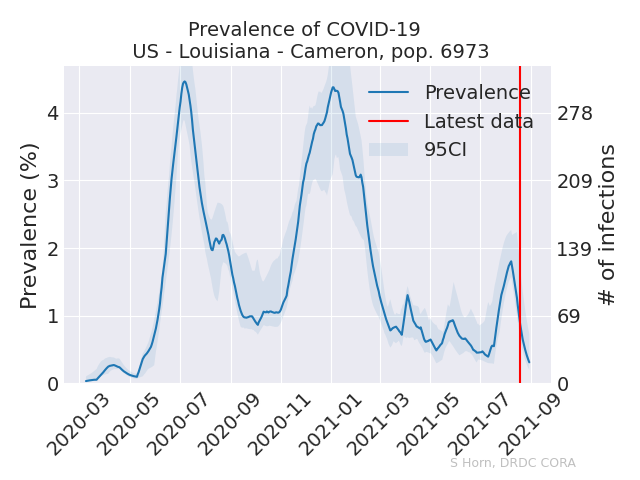 Prevalence of COVID-19
US - Louisiana - Cameron, pop. 6973
Prevalence (%)
4
3
2
1
0
Prevalence
Latest data
95CI
278
209
139
69
0
# of infections
2020-03
2020-05
2020-07
2020-09
2020-11
2021-01
2021-03
2021-05
2021-07
2021-09
S Horn, DRDC CORA